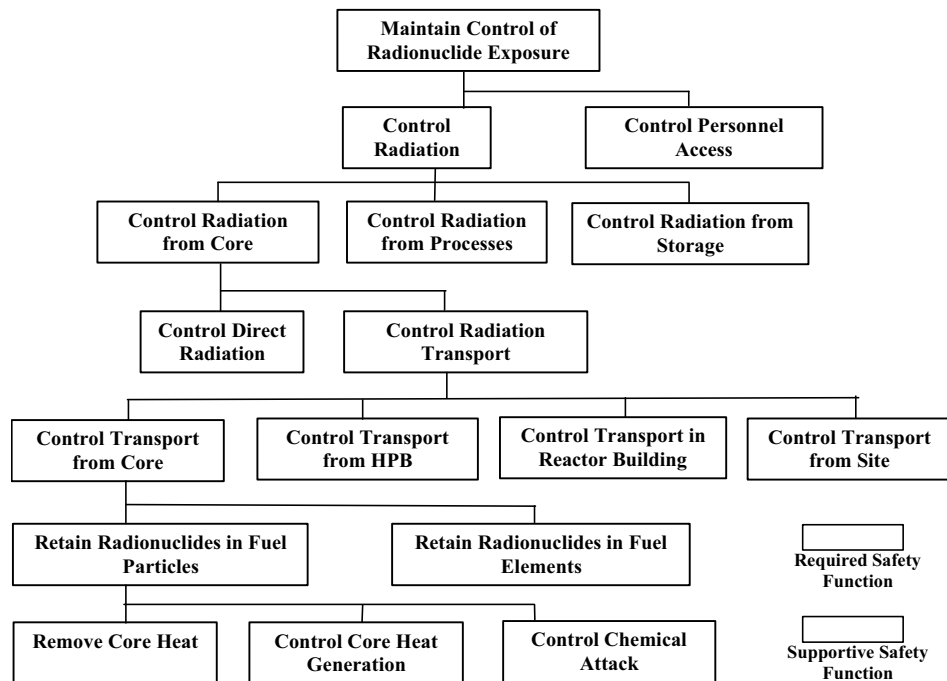 Maintain Control of
Radionuclide Exposure
Control
Radiation
Control Personnel
Access
Control Radiation
from Core
Control Radiation
from Processes
Control Radiation from
Storage
Control Direct
Radiation
Control Radiation
Transport
Control Transport
from Core
Control Transport
from HPB
Control Transport in
Reactor Building
Control Transport
from Site
Retain Radionuclides in Fuel
Particles
Retain Radionuclides in Fuel
Elements
Required Safety
Function
Remove Core Heat
Control Core Heat
Generation
Control Chemical
Attack
Supportive Safety
Function